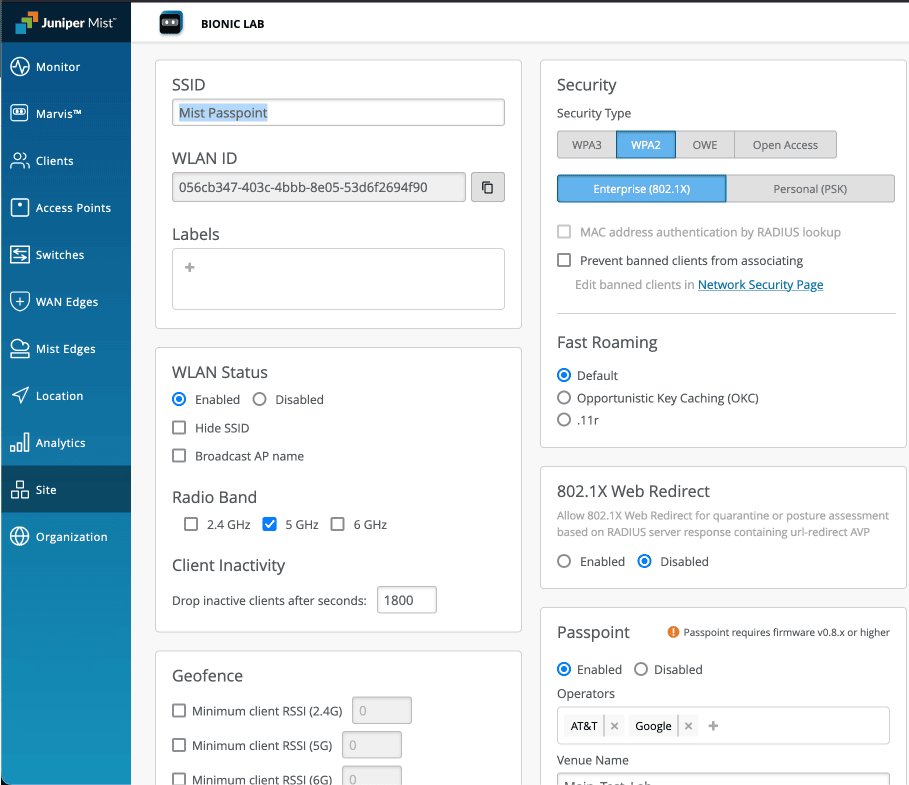 Juniper Mist™
BIONIC LAB
Monitor
Marvis™
Clients
Access Points
Switches
WAN Edges
Mist Edges
Location
Analytics
Site
Organization
SSID
Mist Passpoint
WLAN ID
056cb347-403c-4bbb-8e05-53d6f2694f90
Labels
+
WLAN Status
Enabled Disabled
Hide SSID
Broadcast AP name
Radio Band
2.4 GHz 5 GHz 6 GHz
Client Inactivity
Drop inactive clients after seconds: 1800
Geofence
Minimum client RSSI (2.4G) 0
Minimum client RSSI (5G) 0
Minimum client RSSI (6G) 0
Security
Security Type
WPA3 WPA2 OWE Open Access
Enterprise (802.1X) Personal (PSK)
MAC address authentication by RADIUS lookup
Prevent banned clients from associating
Edit banned clients in Network Security Page
Fast Roaming
Default
Opportunistic Key Caching (OKC)
.11r
802.1X Web Redirect
Allow 802.1X Web Redirect for quarantine or posture assessment
based on RADIUS server response containing url-redirect AVP
Enabled Disabled
Passpoint Passpoint requires firmware v0.8.x or higher
Enabled Disabled
Operators
AT&T × Google × +
Venue Name
Main Test Lab